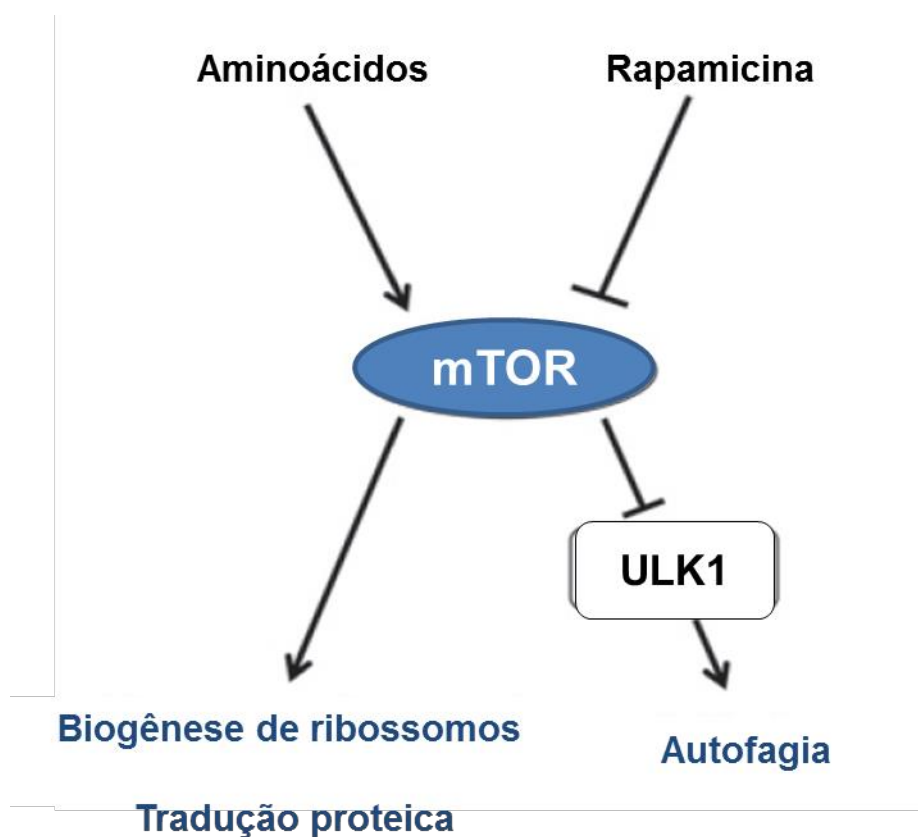 Aminoácidos
Rapamicina
mTOR
ULK1
Biogênese de ribossomos
Autofagia
Tradução proteica